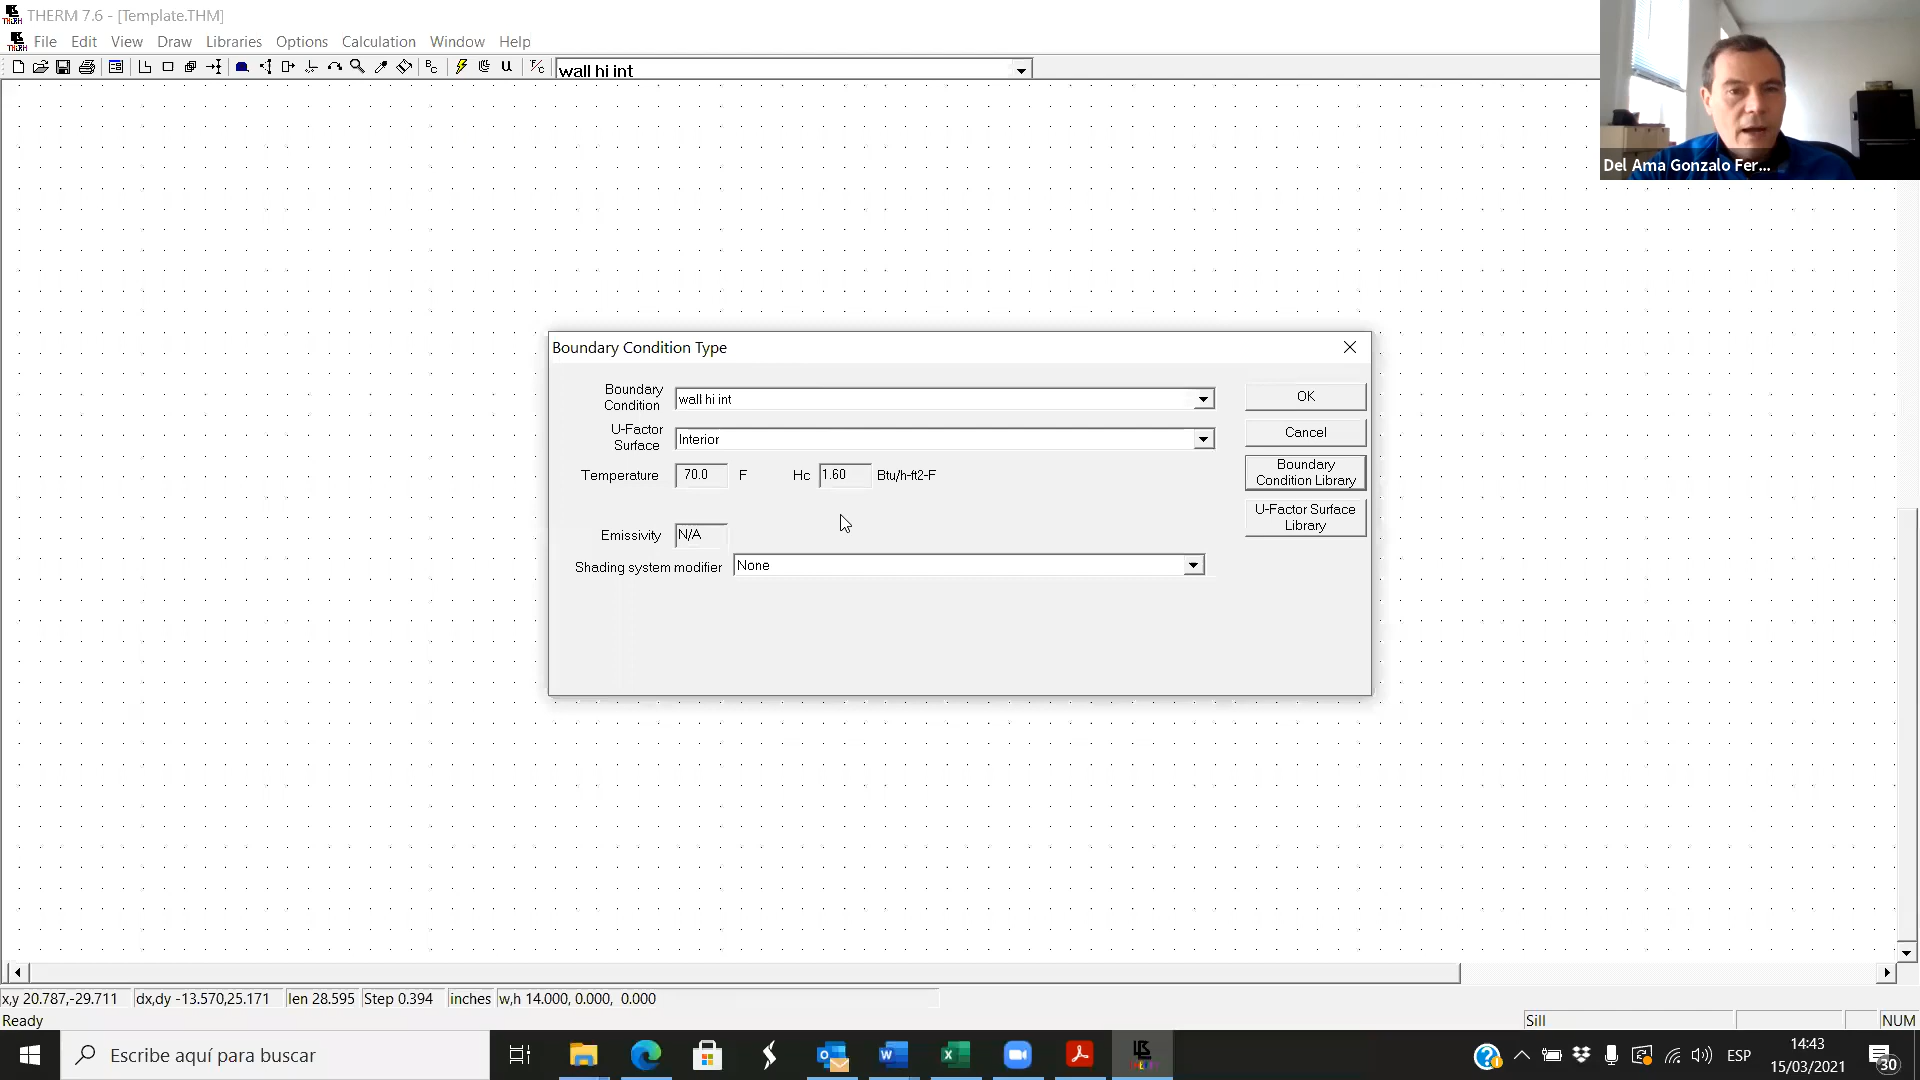 THERM 7.6 - [Template.THM]
File Edit View Draw Libraries Options Calculation Window Help
wall hi int
Del Ama Gonzalo Fer...
Boundary Condition Type
Boundary
Condition
wall hi int
OK
U-Factor
Surface
Interior
Cancel
Temperature 70.0 F Hc 1.60 Btu/h-ft2-F
Boundary
Condition Library
U-Factor Surface
Library
Emissivity N/A
Shading system modifier None
x,y 20.787,-29.711 dx,dy -13.570,25.171 len 28.595 Step 0.394 inches w,h 14.000, 0.000, 0.000
Ready Sill NUM
Escribe aquí para buscar
ESP
14:43
15/03/2021
30